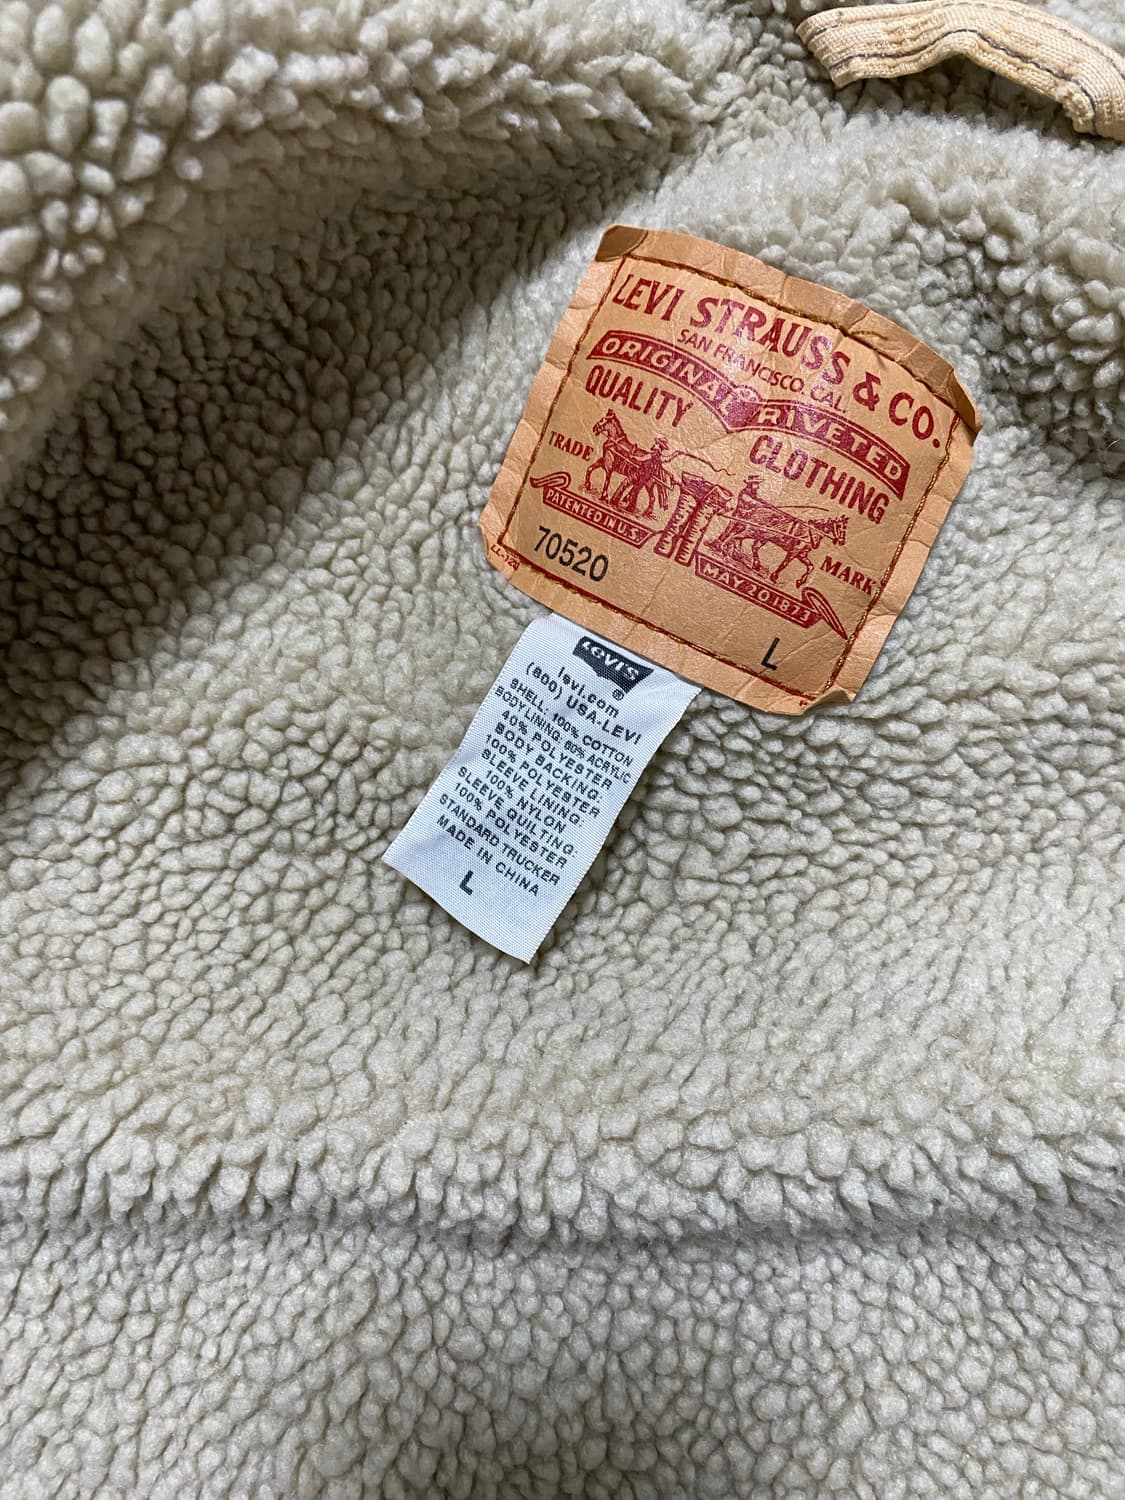 LEVI STRAUSS & CO.
SAN FRANCISCO, CAL.
ORIGINAL RIVETED
QUALITY CLOTHING
TRADE MARK
PATENTED IN U.S.
MAY 20 1873
70520
L
LEVI'S ®
levi.com
(800) USA-LEVI
SHELL: 100% COTTON
BODY LINING: 60% ACRYLIC
40% POLYESTER
BODY BACKING:
100% POLYESTER
SLEEVE LINING:
100% NYLON
SLEEVE QUILTING:
100% POLYESTER
STANDARD TRUCKER
MADE IN CHINA
L